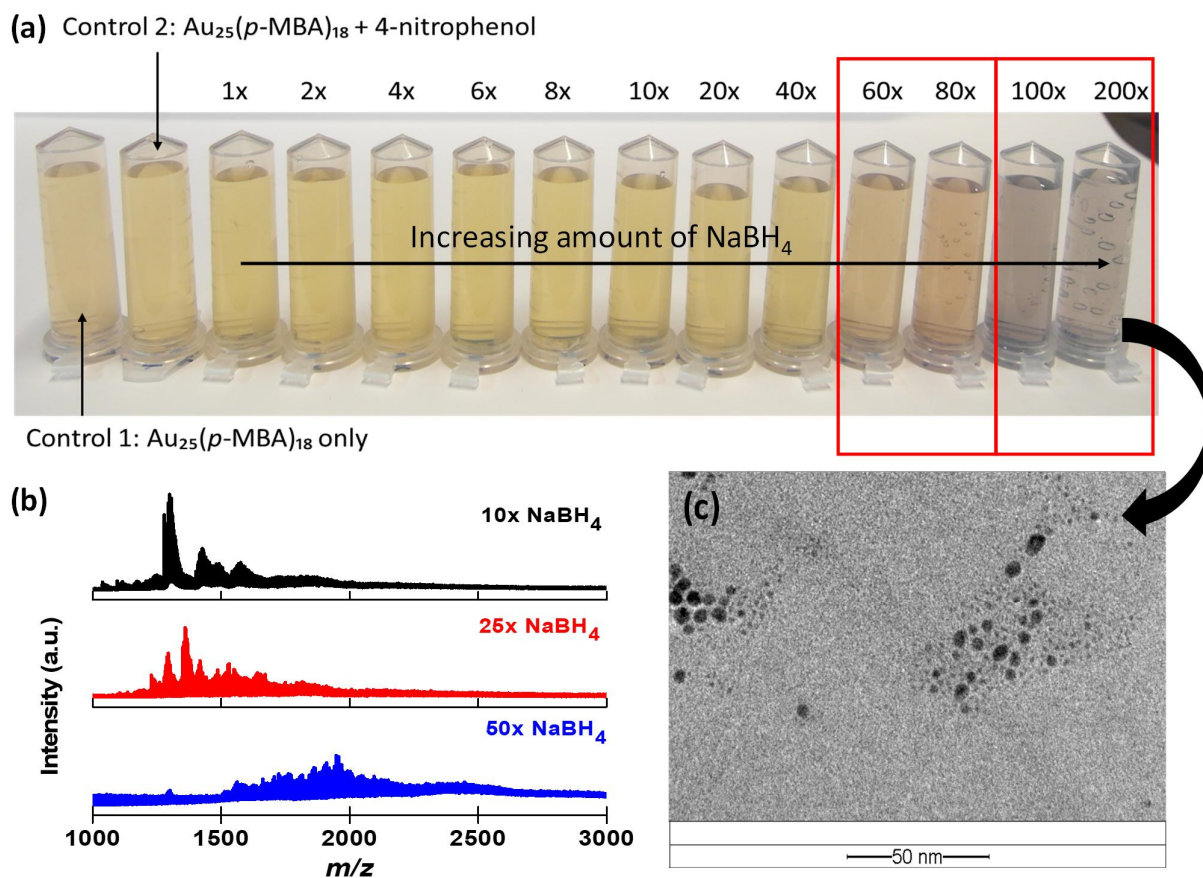 (a) Control 2: Au₂₅(p-MBA)₁₈ + 4-nitrophenol
1x 2x 4x 6x 8x 10x 20x 40x 60x 80x 100x 200x
Increasing amount of NaBH₄
Control 1: Au₂₅(p-MBA)₁₈ only
(b)
10x NaBH₄
25x NaBH₄
50x NaBH₄
Intensity (a.u.)
1000 1500 2000 2500 3000
m/z
(c)
50 nm